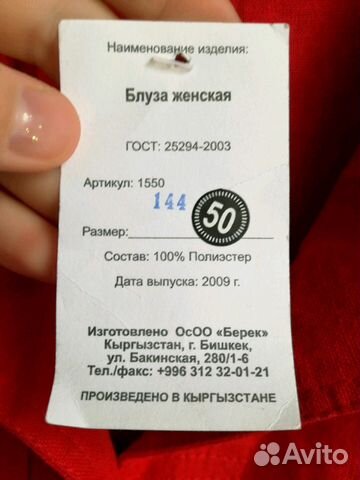 Наименование изделия:
Блуза женская
ГОСТ: 25294-2003
Артикул: 1550
144
50
Размер:
Состав: 100% Полиэстер
Дата выпуска: 2009 г.
Изготовлено ОсОО «Берек»
Кыргызстан, г. Бишкек,
ул. Бакинская, 280/1-6
Тел./факс: +996 312 32-01-21
ПРОИЗВЕДЕНО В КЫРГЫЗСТАНЕ
Avito